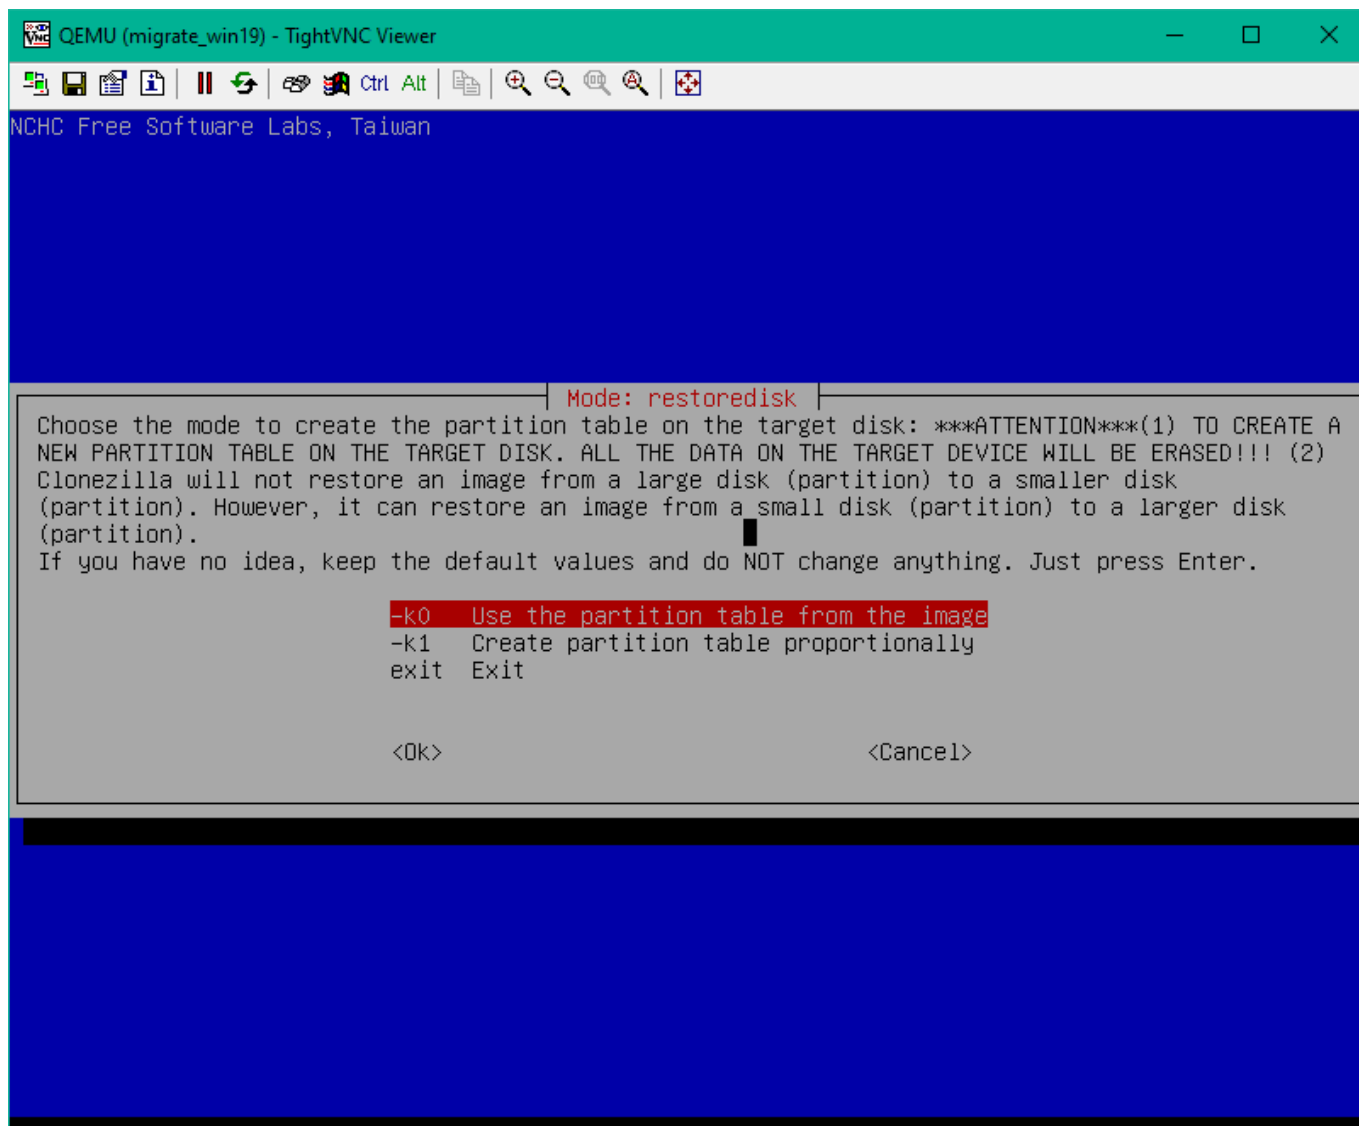 QEMU (migrate_win19) - TightVNC Viewer
Ctrl Alt
NCHC Free Software Labs, Taiwan
Mode: restoredisk
Choose the mode to create the partition table on the target disk: ***ATTENTION***(1) TO CREATE A
NEW PARTITION TABLE ON THE TARGET DISK. ALL THE DATA ON THE TARGET DEVICE WILL BE ERASED!!! (2)
Clonezilla will not restore an image from a large disk (partition) to a smaller disk
(partition). However, it can restore an image from a small disk (partition) to a larger disk
(partition).
If you have no idea, keep the default values and do NOT change anything. Just press Enter.
-k0 Use the partition table from the image
-k1 Create partition table proportionally
exit Exit
<Ok> <Cancel>